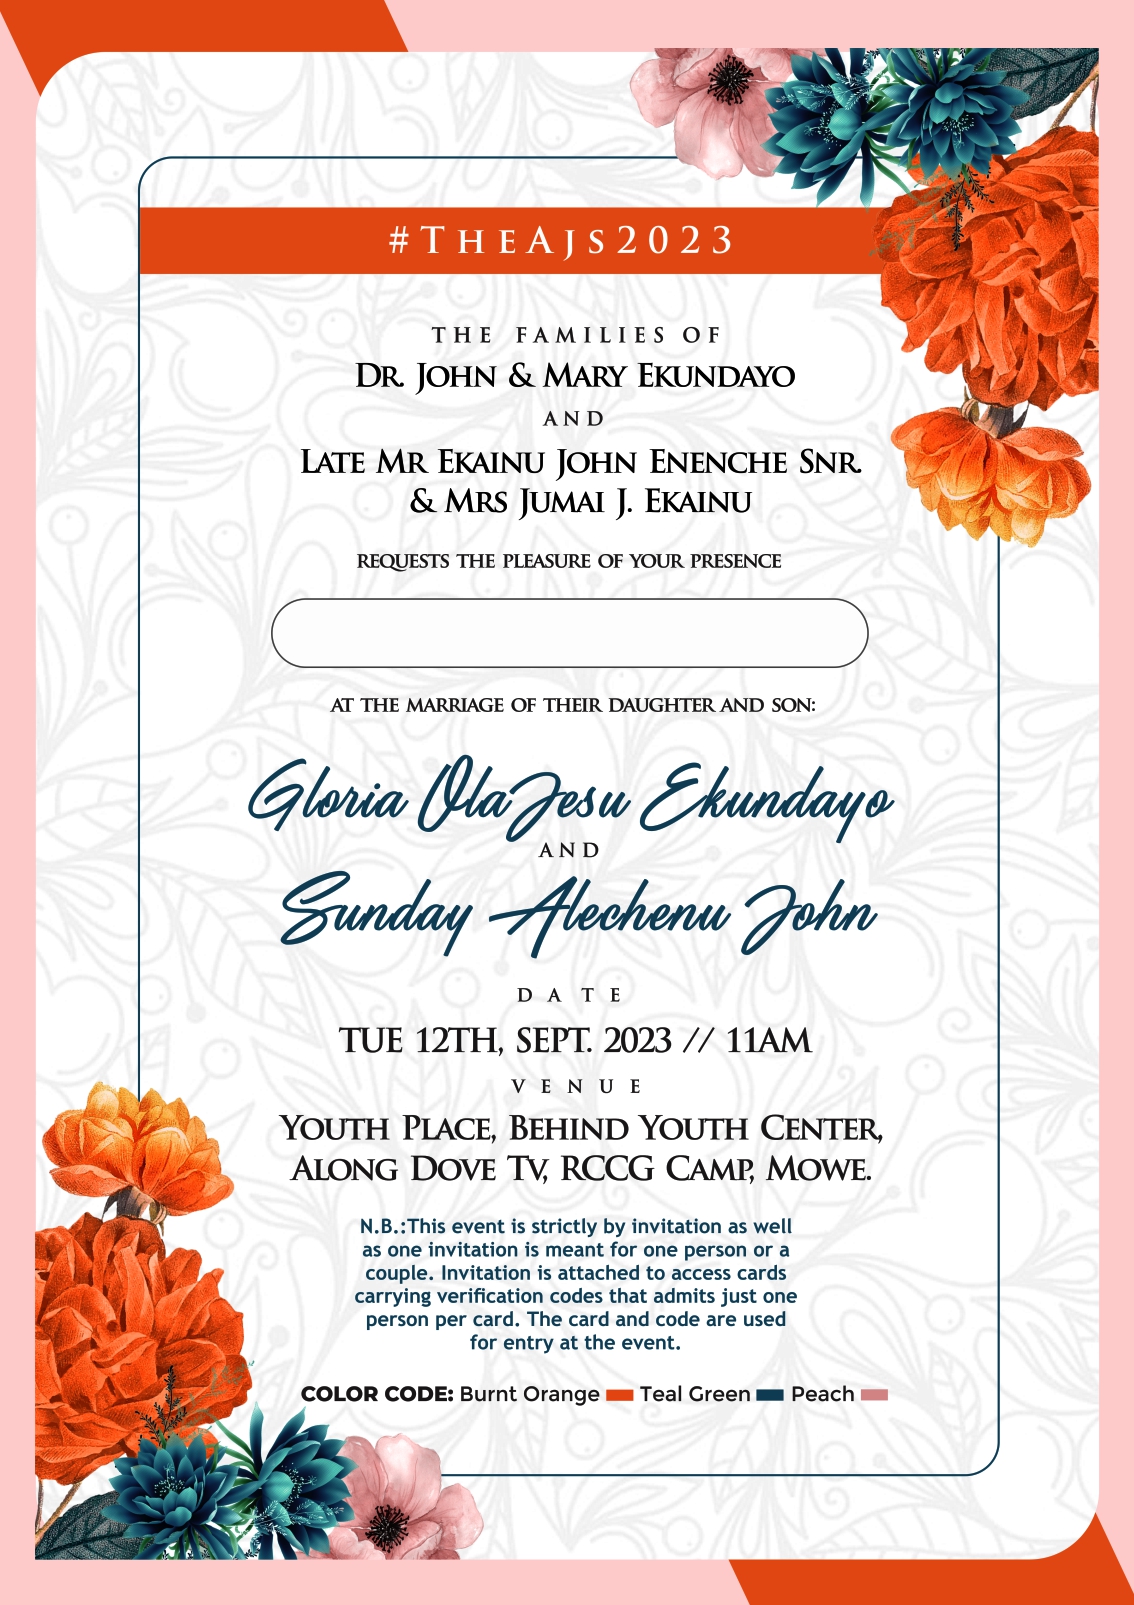 #TheAjs2023
THE FAMILIES OF
Dr. John & Mary Ekundayo
AND
Late Mr Ekainu John Enenche Snr.
& Mrs Jumai J. Ekainu
REQUESTS THE PLEASURE OF YOUR PRESENCE
AT THE MARRIAGE OF THEIR DAUGHTER AND SON:
Gloria OlaJesu Ekundayo
AND
Sunday Alechenu John
DATE
TUE 12TH, SEPT. 2023 // 11AM
VENUE
Youth Place, Behind Youth Center,
Along Dove Tv, RCCG Camp, Mowe.
N.B.:This event is strictly by invitation as well
as one invitation is meant for one person or a
couple. Invitation is attached to access cards
carrying verification codes that admits just one
person per card. The card and code are used
for entry at the event.
COLOR CODE: Burnt Orange Teal Green Peach